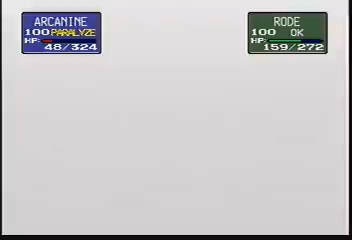 ARCANINE
100 PARALYZE
HP:
48/324
RODE
100 OK
HP:
159/272